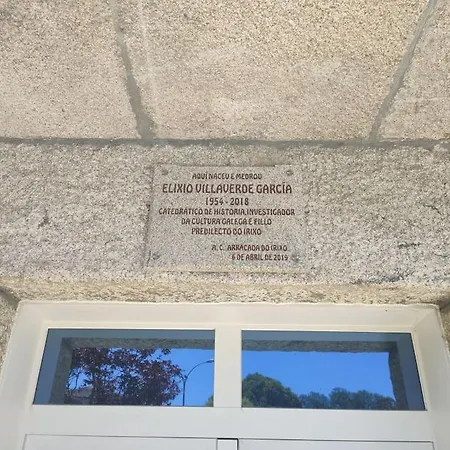 AQUÍ NACEU E MEDROU
ELIXIO VILLAVERDE GARCÍA
1954 - 2018
CATEDRÁTICO DE HISTORIA, INVESTIGADOR
DA CULTURA GALEGA E FILLO
PREDILECTO DO IRIXO
A. C. ARRACADA DO IRIXO
6 DE ABRIL DE 2019